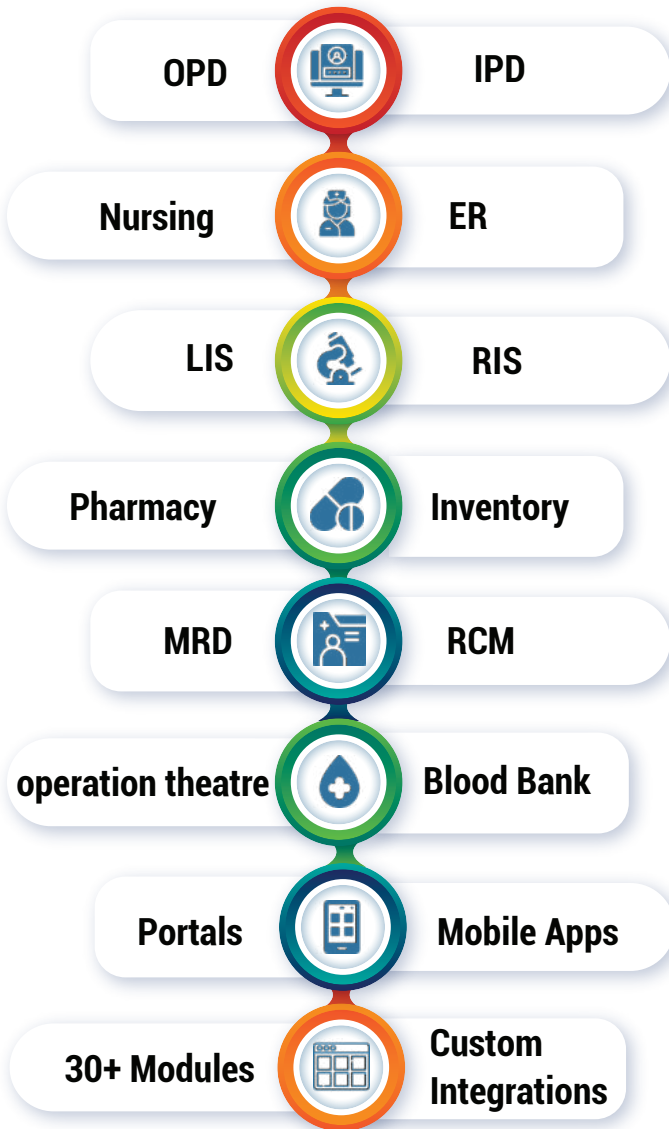 OPD
IPD
Nursing
ER
LIS
RIS
Pharmacy
Inventory
MRD
RCM
operation theatre
Blood Bank
Portals
Mobile Apps
30+ Modules
Custom
Integrations